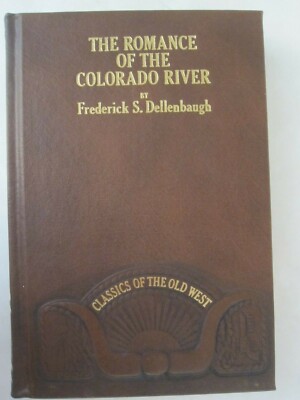 THE ROMANCE
OF THE
COLORADO RIVER
BY
Frederick S. Dellenbaugh
CLASSICS OF THE OLD WEST